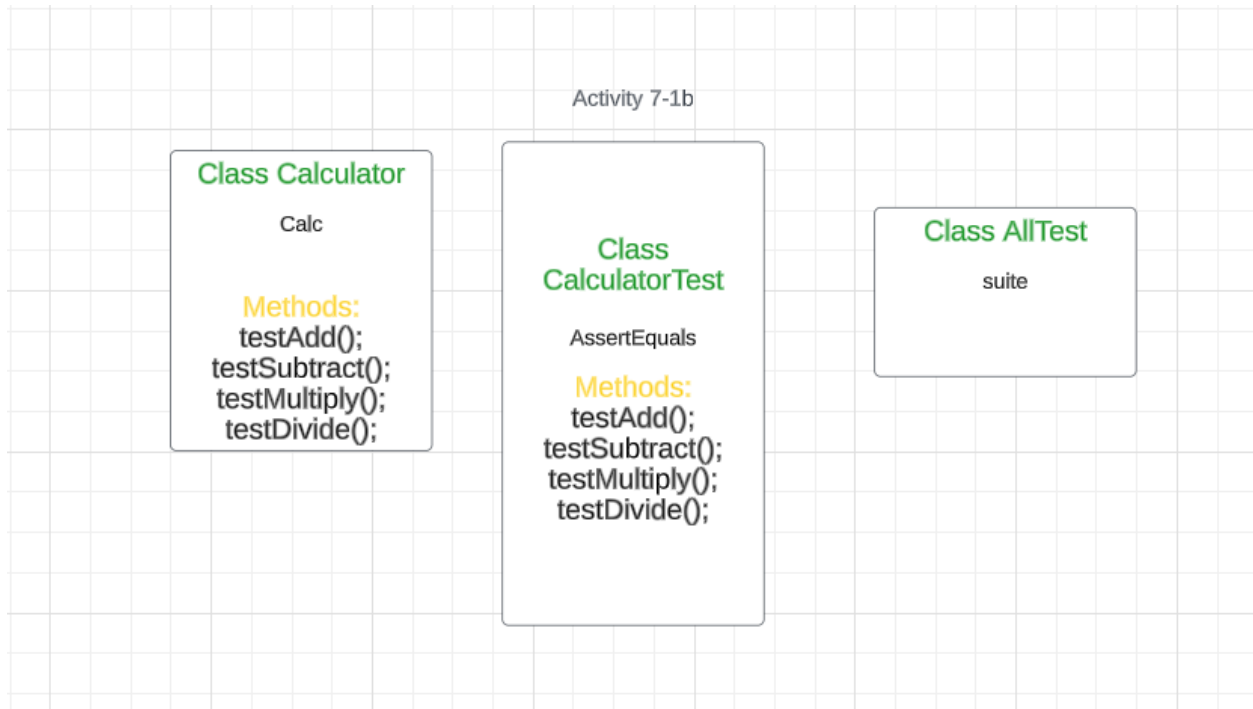 Activity 7-1b
Class Calculator
Calc
Methods:
testAdd();
testSubtract();
testMultiply();
testDivide();
Class
CalculatorTest
AssertEquals
Methods:
testAdd();
testSubtract();
testMultiply();
testDivide();
Class AllTest
suite